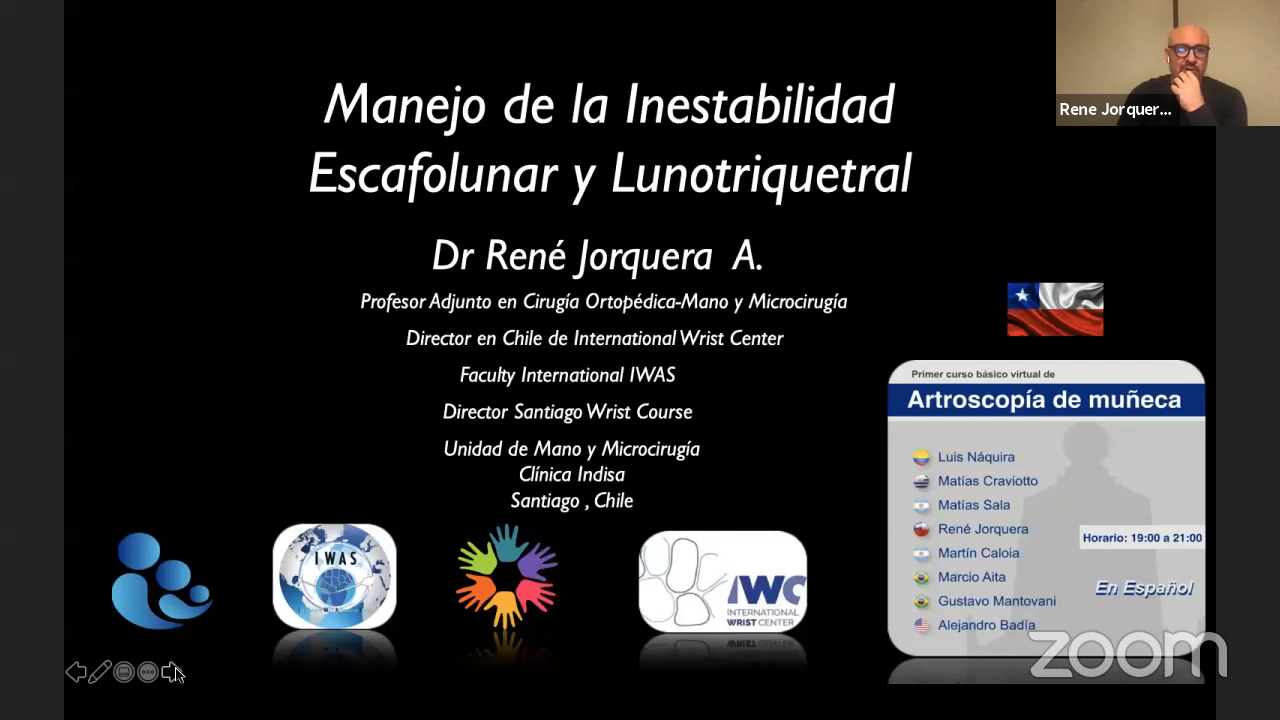 Manejo de la Inestabilidad
Escafolunar y Lunotriquetral
Rene Jorquer...
Dr René Jorquera A.
Profesor Adjunto en Cirugía Ortopédica-Mano y Microcirugía
Director en Chile de International Wrist Center
Faculty International IWAS
Director Santiago Wrist Course
Unidad de Mano y Microcirugía
Clínica Indisa
Santiago , Chile
IWAS
IWC
INTERNATIONAL
WRIST CENTER
Primer curso básico virtual de
Artroscopía de muñeca
Luis Náquira
Matías Craviotto
Matías Sala
René Jorquera
Horario: 19:00 a 21:00
Martín Caloia
Marcio Aita
En Español
Gustavo Mantovani
Alejandro Badía
zoom